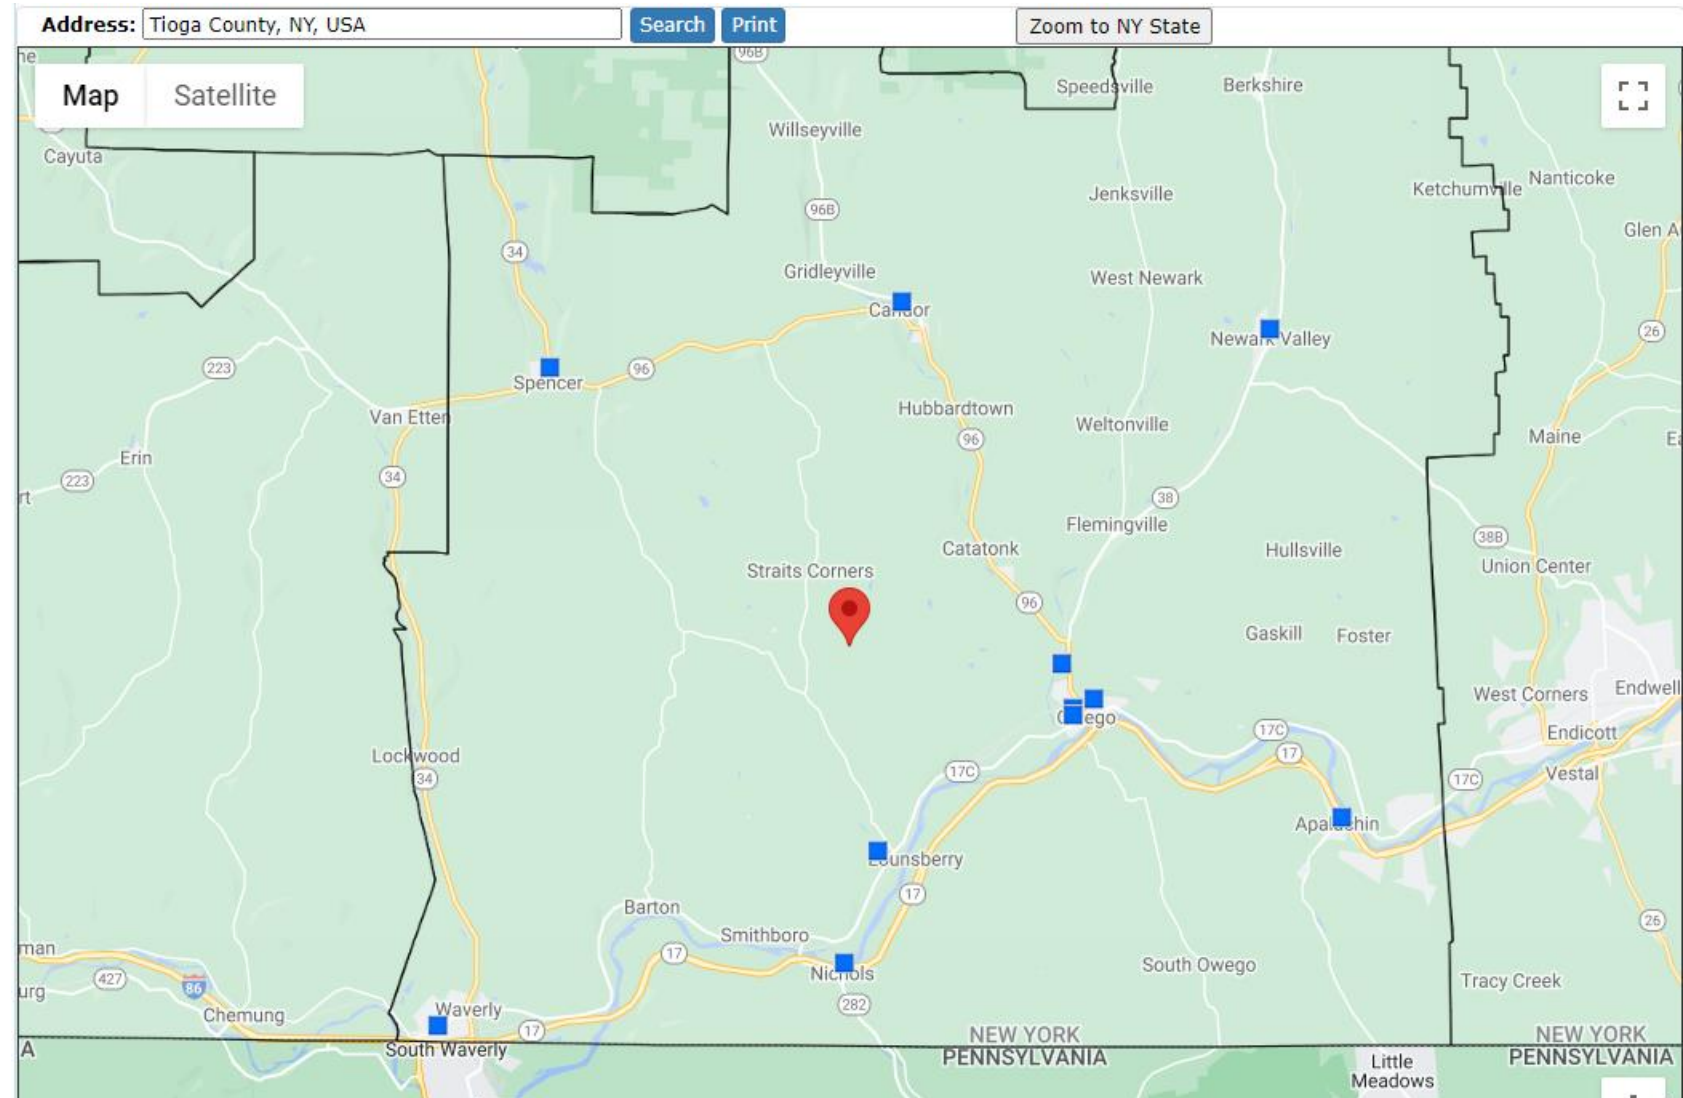 Address: Tioga County, NY, USA Search Print Zoom to NY State
Map Satellite
96B
Speedsville
Berkshire
Willseyville
Cayuta
Nanticoke
Ketchumville
Jenksville
96B
Glen A
34
Gridleyville
West Newark
Candor
26
Newark Valley
223
96
Spencer
Hubbardtown
Van Etten
Weltonville
Maine
96
Erin
34
223
rt
38
Flemingville
38B
Catatonk
Hullsville
Union Center
Straits Corners
96
Gaskill
Foster
West Corners
Endwell
Owego
17C
Endicott
17
Lockwood
34
17C
17C
Vestal
Apalachin
Lounsberry
17
Barton
26
Smithboro
man
17
South Owego
Nichols
427
Tracy Creek
86
urg
282
Waverly
Chemung
17
NEW YORK
NEW YORK
A
South Waverly
PENNSYLVANIA
PENNSYLVANIA
Little
Meadows